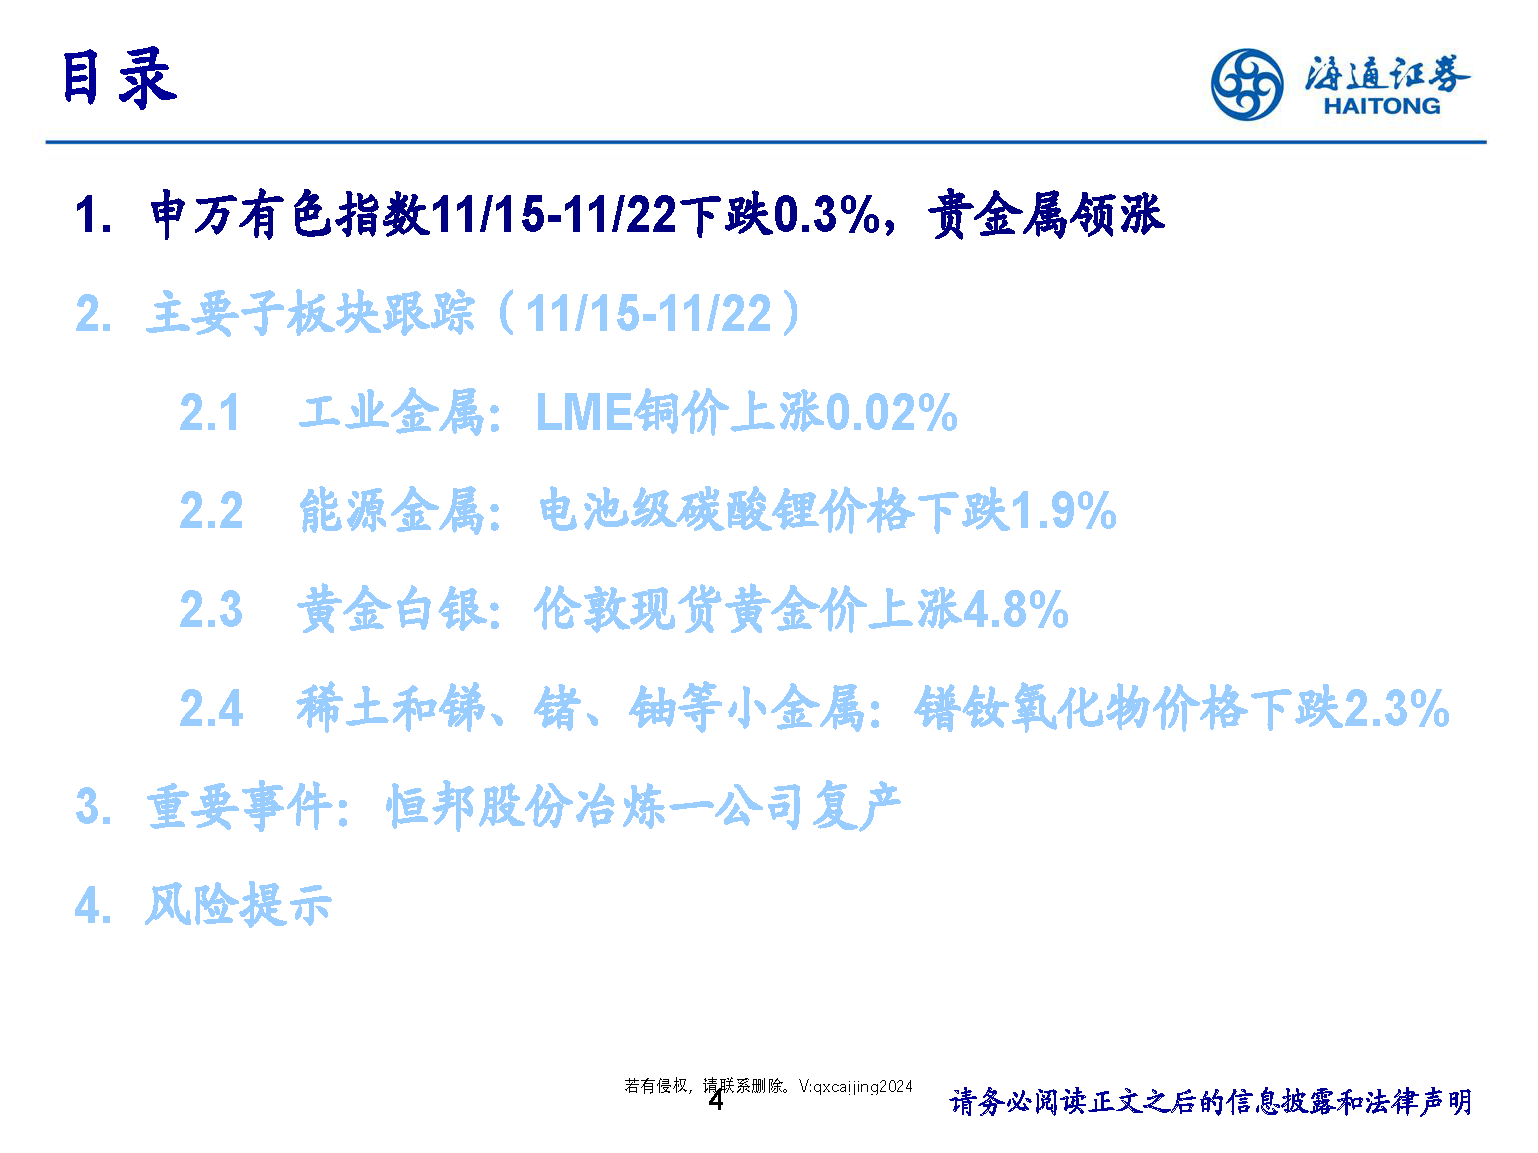 目录
海通证券
HAITONG
1. 申万有色指数11/15-11/22下跌0.3%，贵金属领涨
2. 主要子板块跟踪（11/15-11/22）
2.1 工业金属：LME铜价上涨0.02%
2.2 能源金属：电池级碳酸锂价格下跌1.9%
2.3 黄金白银：伦敦现货黄金价上涨4.8%
2.4 稀土和锑、锗、铀等小金属：镨钕氧化物价格下跌2.3%
3. 重要事件：恒邦股份冶炼一公司复产
4. 风险提示
若有侵权，请联系删除。V:qxcaijing2024
4
请务必阅读正文之后的信息披露和法律声明